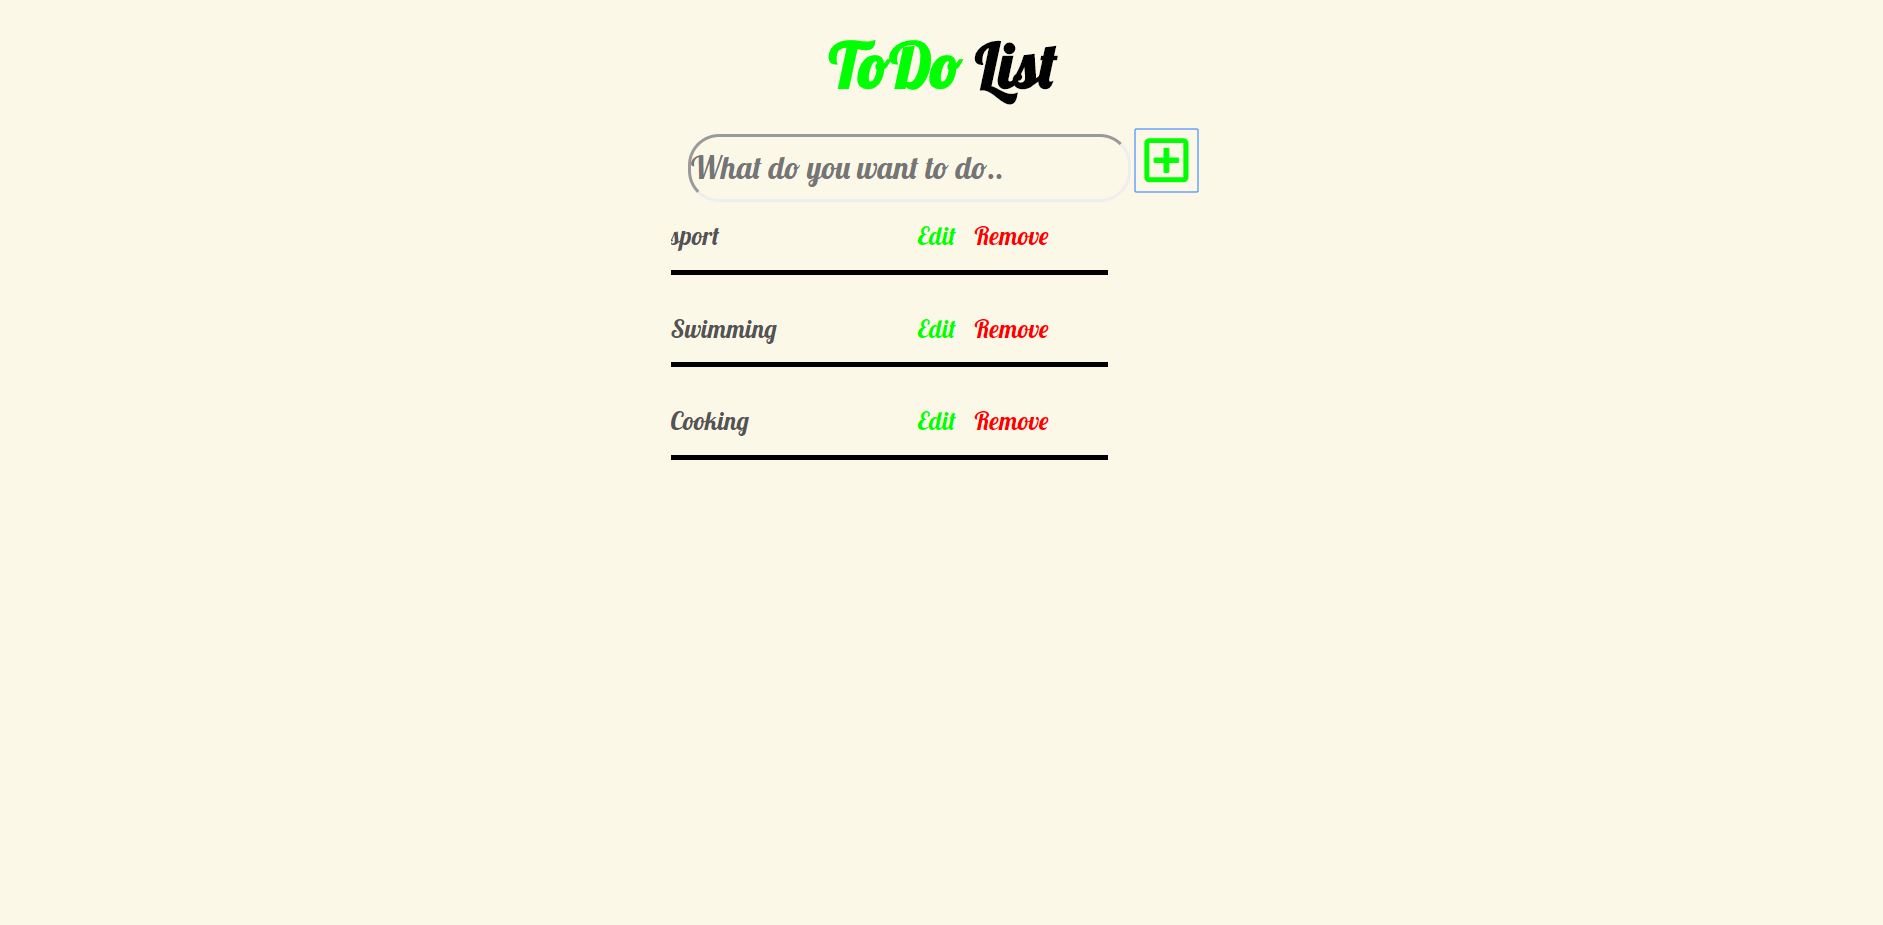 ToDo List
What do you want to do..
sport Edit Remove
Swimming Edit Remove
Cooking Edit Remove